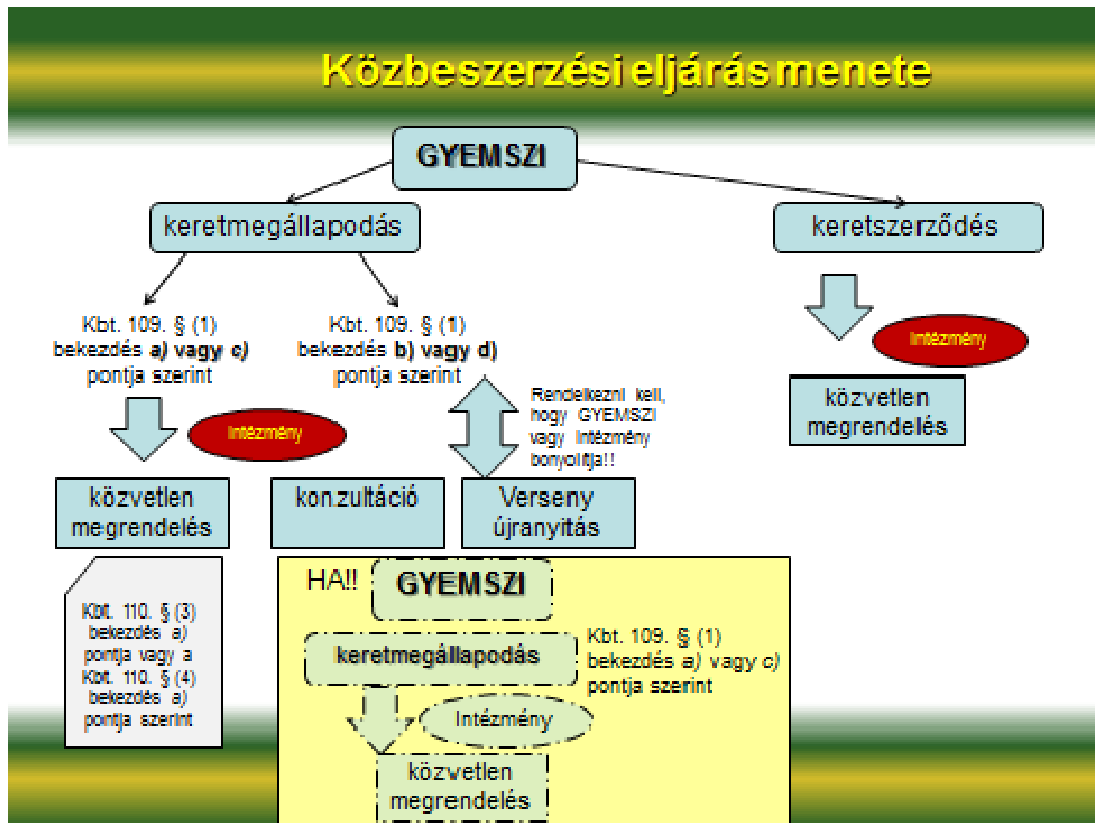 Közbeszerzési eljárás menete
GYEMSZI
keretmegállapodás
keretszerződés
Kbt. 109. § (1)
bekezdés a) vagy c)
pontja szerint
Kbt. 109. § (1)
bekezdés b) vagy d)
pontja szerint
Intézmény
közvetlen
megrendelés
Rendelkezni kell,
hogy GYEMSZI
vagy Intézmény
bonyolítja!!
Intézmény
közvetlen
megrendelés
konzultáció
Verseny
újranyitás
Kbt. 110. § (3)
bekezdés a)
pontja vagy a
Kbt. 110. § (4)
bekezdés a)
pontja szerint
HA!!
GYEMSZI
keretmegállapodás
Kbt. 109. § (1)
bekezdés a) vagy c)
pontja szerint
Intézmény
közvetlen
megrendelés